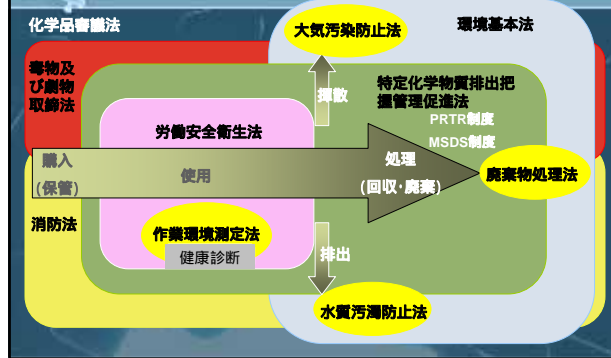 化学品審議法
大気汚染防止法
環境基本法
毒物及
び劇物
取締法
揮散
特定化学物質排出把
握管理促進法
PRTR制度
MSDS制度
労働安全衛生法
購入
(保管)
使用
処理
(回収·廃棄)
廃棄物処理法
消防法
作業環境測定法
健康診断
排出
水質汚濁防止法